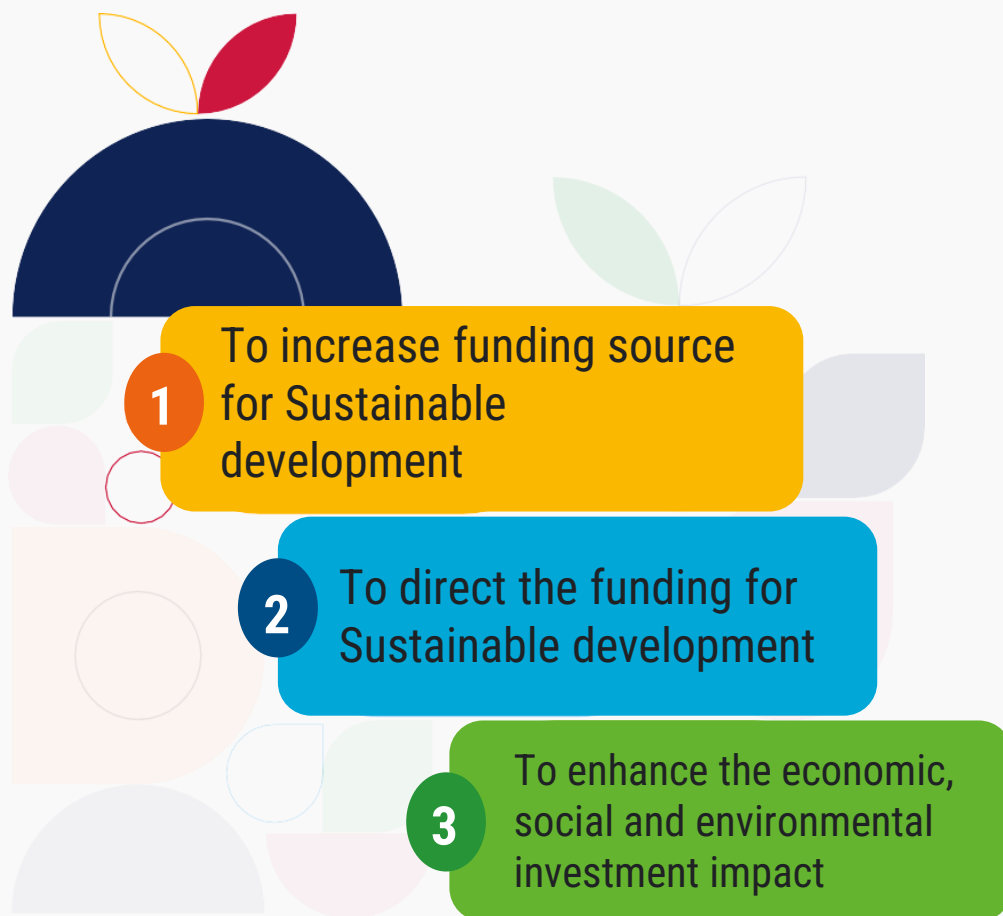 1
To increase funding source
for Sustainable
development
2
To direct the funding for
Sustainable development
3
To enhance the economic,
social and environmental
investment impact